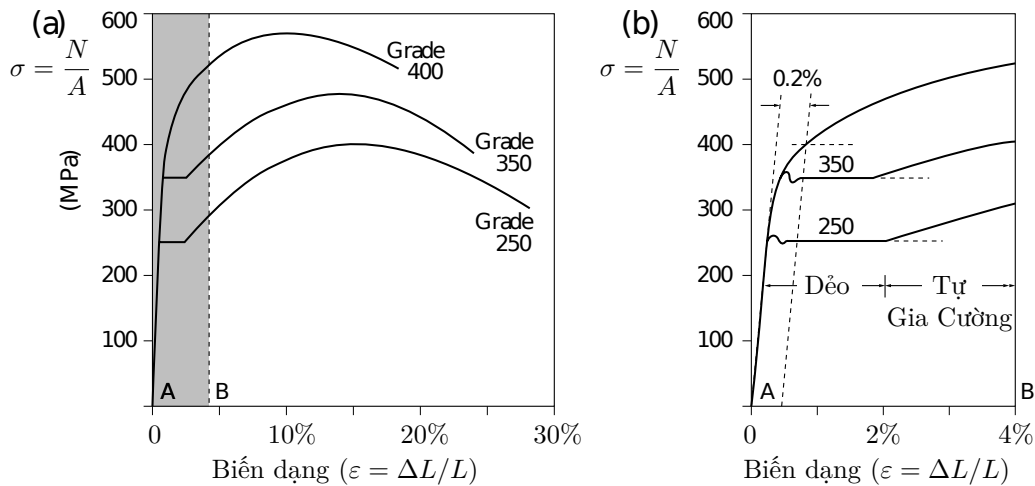 (a)
σ = N/A
(MPa)
600
500
400
300
200
100
0
10%
20%
30%
Grade
400
Grade
350
Grade
250
A
B
Biến dạng (ε = ΔL/L)
(b)
σ = N/A
600
500
400
300
200
100
0
2%
4%
0.2%
350
250
Dẻo
Tự
Gia Cường
A
B
Biến dạng (ε = ΔL/L)